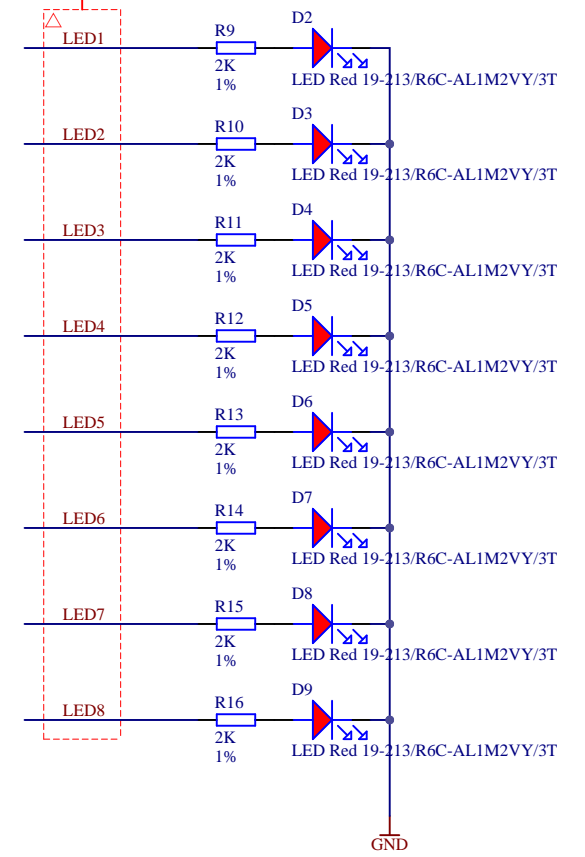 D2
LED1
R9
2K
1%
LED Red 19-213/R6C-AL1M2VY/3T
D3
LED2
R10
2K
1%
LED Red 19-213/R6C-AL1M2VY/3T
D4
LED3
R11
2K
1%
LED Red 19-213/R6C-AL1M2VY/3T
D5
LED4
R12
2K
1%
LED Red 19-213/R6C-AL1M2VY/3T
D6
LED5
R13
2K
1%
LED Red 19-213/R6C-AL1M2VY/3T
D7
LED6
R14
2K
1%
LED Red 19-213/R6C-AL1M2VY/3T
D8
LED7
R15
2K
1%
LED Red 19-213/R6C-AL1M2VY/3T
D9
LED8
R16
2K
1%
LED Red 19-213/R6C-AL1M2VY/3T
GND